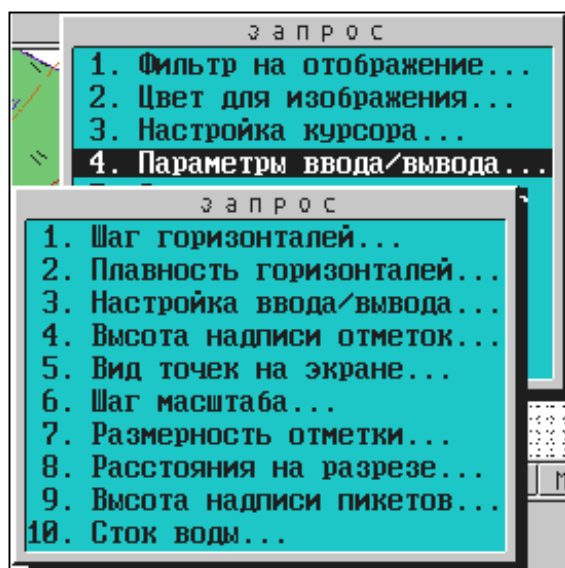 запрос
1. Фильтр на отображение...
2. Цвет для изображения...
3. Настройка курсора...
4. Параметры ввода/вывода...
запрос
1. Шаг горизонталей...
2. Плавность горизонталей...
3. Настройка ввода/вывода...
4. Высота надписи отметок...
5. Вид точек на экране...
6. Шаг масштаба...
7. Размерность отметки...
8. Расстояния на разрезе...
9. Высота надписи пикетов...
10. Сток воды...